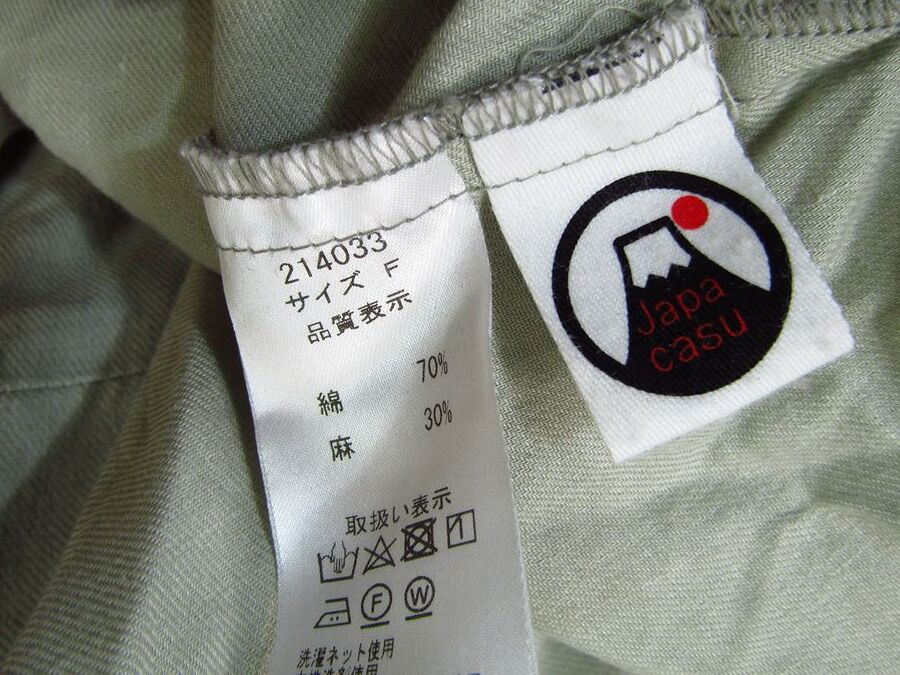 214033
サイズ F
品質表示
綿 70%
麻 30%
取扱い表示
F W
洗濯ネット使用
Japa
casu